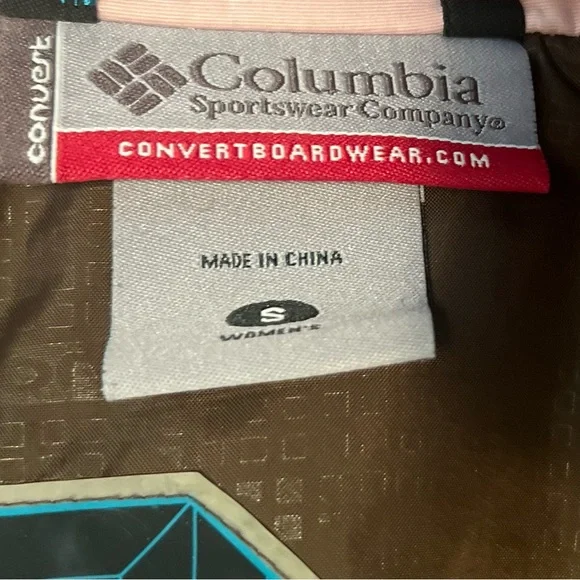 convert
Columbia
Sportswear Company®
CONVERTBOARDWEAR.COM
MADE IN CHINA
S
WOMEN'S